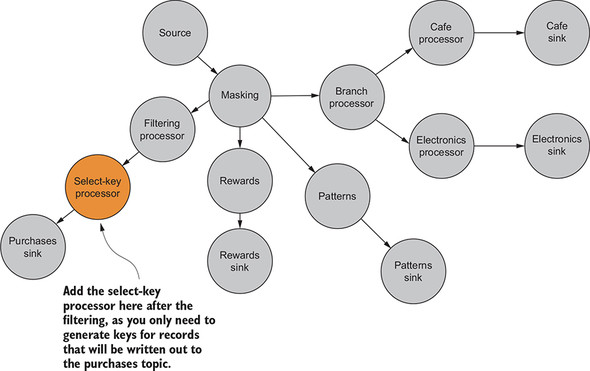 Source
Masking
Filtering
processor
Select-key
processor
Purchases
sink
Rewards
Rewards
sink
Patterns
Patterns
sink
Branch
processor
Cafe
processor
Cafe
sink
Electronics
processor
Electronics
sink
Add the select-key
processor here after the
filtering, as you only need to
generate keys for records
that will be written out to
the purchases topic.